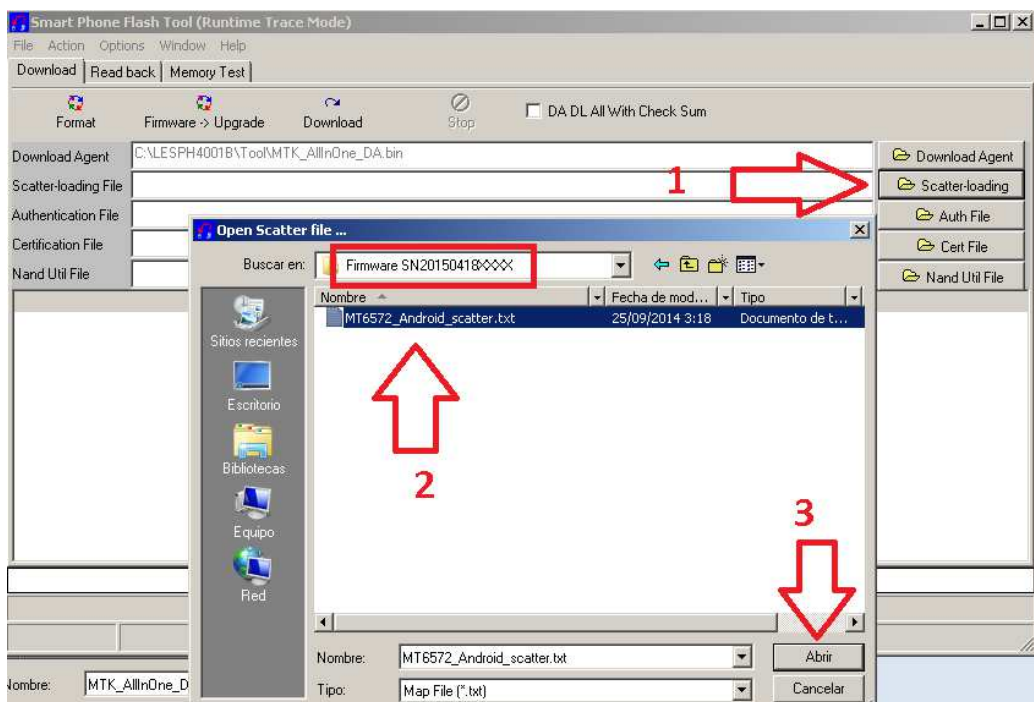 Smart Phone Flash Tool (Runtime Trace Mode)
File Action Options Window Help
Download Read back Memory Test
Format Firmware -> Upgrade Download Stop DA DL All With Check Sum
Download Agent C:\LESPH4001B\Tool\MTK_AllInOne_DA.bin Download Agent
Scatter-loading File 1 Scatter-loading
Authentication File Auth File
Certification File Cert File
Nand Util File Nand Util File
Open Scatter file ...
Buscar en: Firmware SN20150418XXXX
Nombre Fecha de mod... Tipo
MT6572_Android_scatter.txt 25/09/2014 3:18 Documento de t...
Sitios recientes
Escritorio
Bibliotecas
Equipo
Red
2
3
Nombre: MT6572_Android_scatter.txt Abrir
Tipo: Map File (*.txt) Cancelar
Nombre: MTK_AllInOne_D